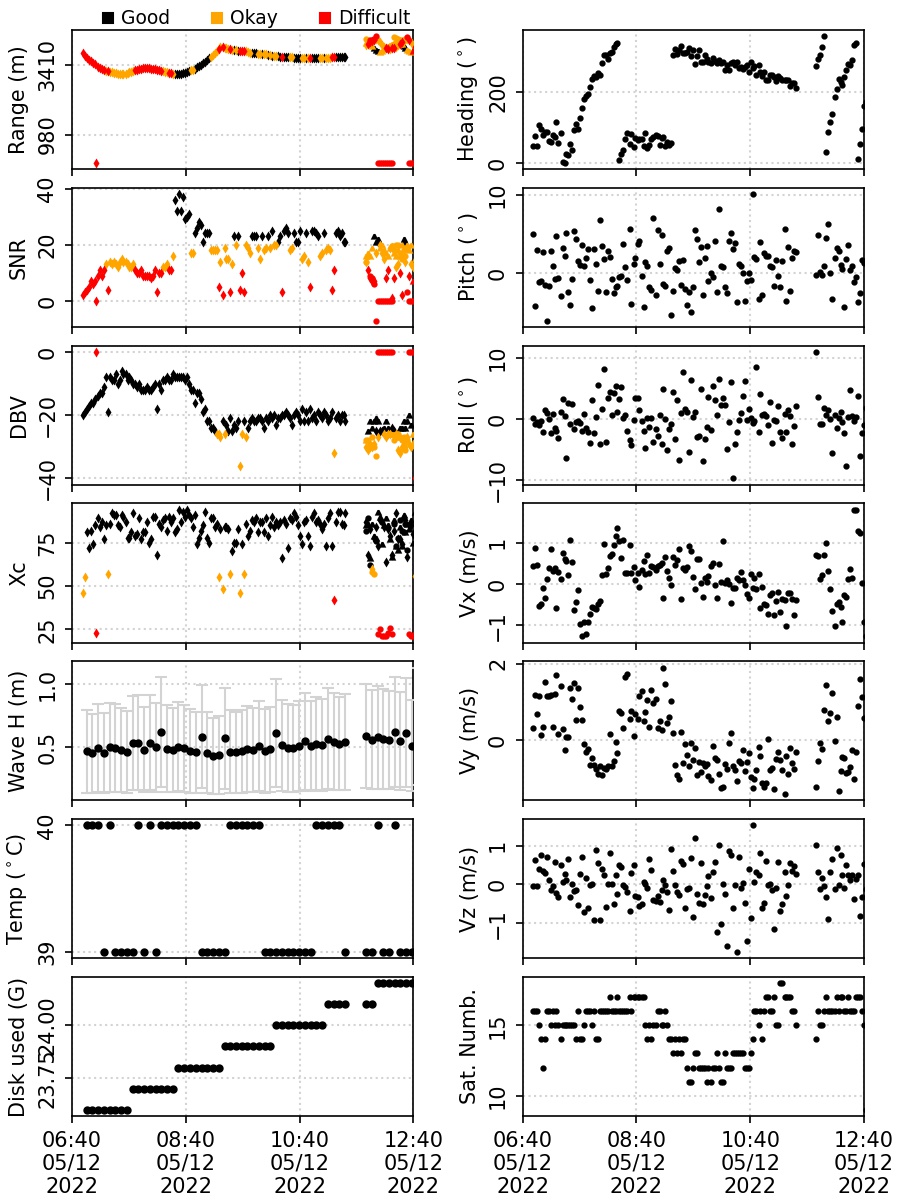 Good Okay Difficult
Range (m)
3410
980
Heading (°)
200
0
SNR
40
20
0
Pitch (°)
10
0
DBV
0
−20
−40
Roll (°)
10
0
−10
Xc
75
50
25
Vx (m/s)
1
0
−1
Wave H (m)
1.0
0.5
Vy (m/s)
2
0
Temp (°C)
40
39
Vz (m/s)
1
0
−1
Disk used (G)
24.00
23.75
Sat. Numb.
15
10
06:40 08:40 10:40 12:40 06:40 08:40 10:40 12:40
05/12 05/12 05/12 05/12 05/12 05/12 05/12 05/12
2022 2022 2022 2022 2022 2022 2022 2022